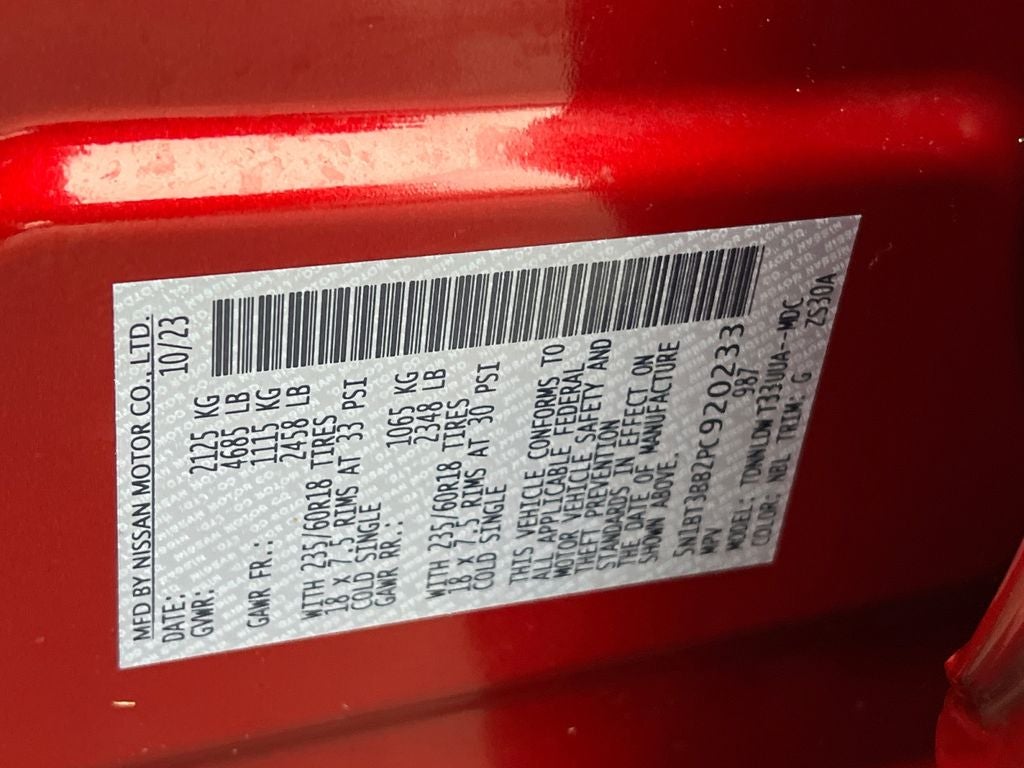 MFD BY NISSAN MOTOR CO., LTD.
DATE: 10/23
GVWR: 2125 KG
4685 LB
GAWR FR.: 1115 KG
2458 LB
WITH 235/60R18 TIRES
18 X 7.5 RIMS AT 33 PSI
COLD SINGLE
GAWR RR.: 1065 KG
2348 LB
WITH 235/60R18 TIRES
18 X 7.5 RIMS AT 30 PSI
COLD SINGLE
THIS VEHICLE CONFORMS TO
ALL APPLICABLE FEDERAL
MOTOR VEHICLE SAFETY AND
THEFT PREVENTION
STANDARDS IN EFFECT ON
THE DATE OF MANUFACTURE
SHOWN ABOVE.
5N1BT3BB2PC920233
MPV 987
MODEL: TDNNLDW T33UUA--MDC
COLOR: NBL TRIM: G ZS30A